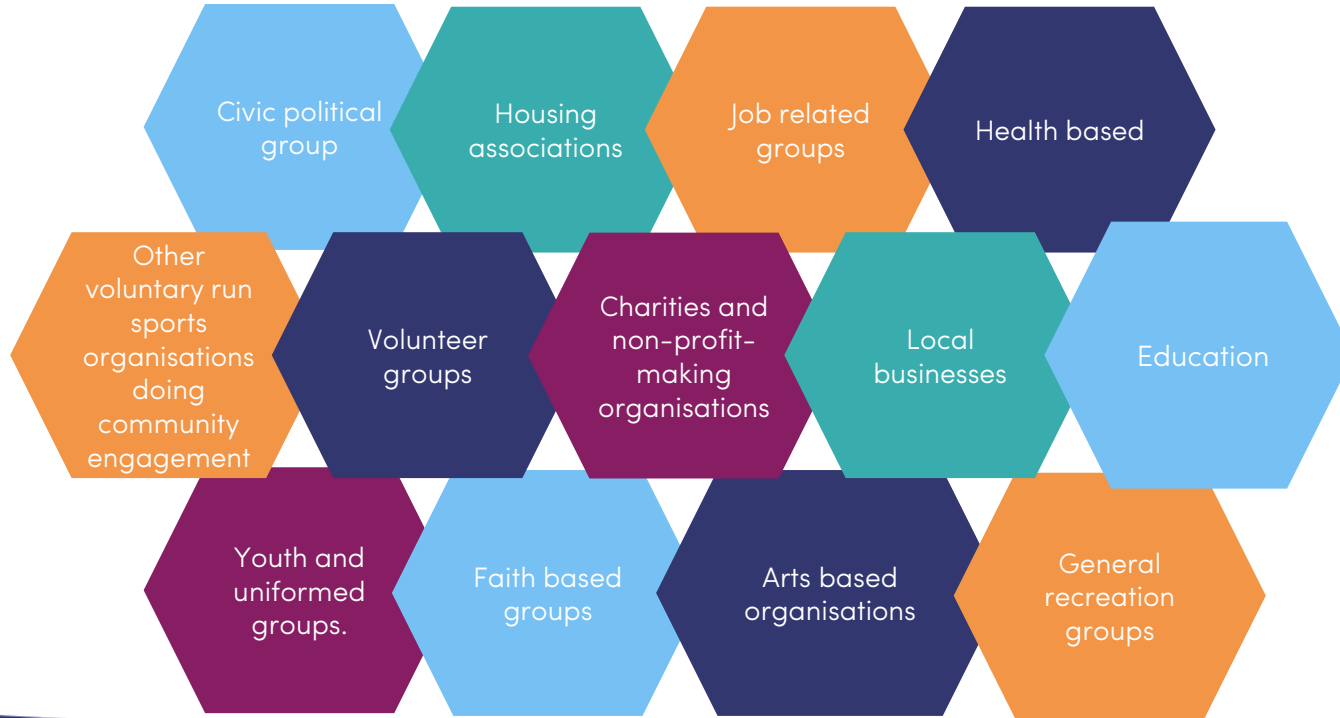 Civic political
group
Housing
associations
Job related
groups
Health based
Other
voluntary run
sports
organisations
doing
community
engagement
Volunteer
groups
Charities and
non-profit-
making
organisations
Local
businesses
Education
Youth and
uniformed
groups.
Faith based
groups
Arts based
organisations
General
recreation
groups